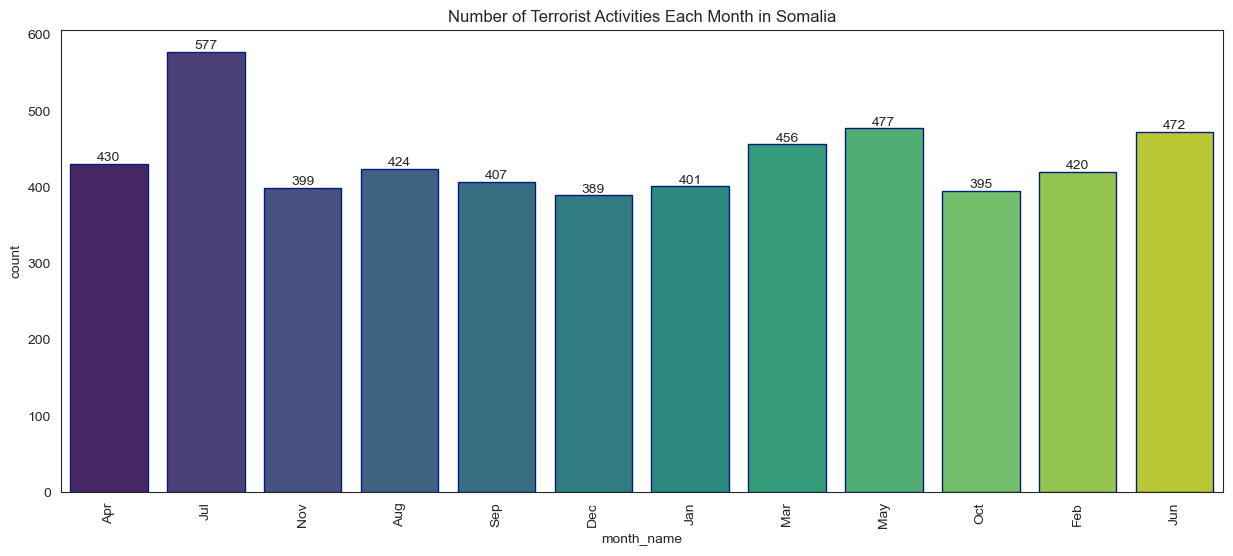 Number of Terrorist Activities Each Month in Somalia
600
500
400
300
200
100
0
count
430
577
399
424
407
389
401
456
477
395
420
472
Apr
Jul
Nov
Aug
Sep
Dec
Jan
Mar
May
Oct
Feb
Jun
month_name